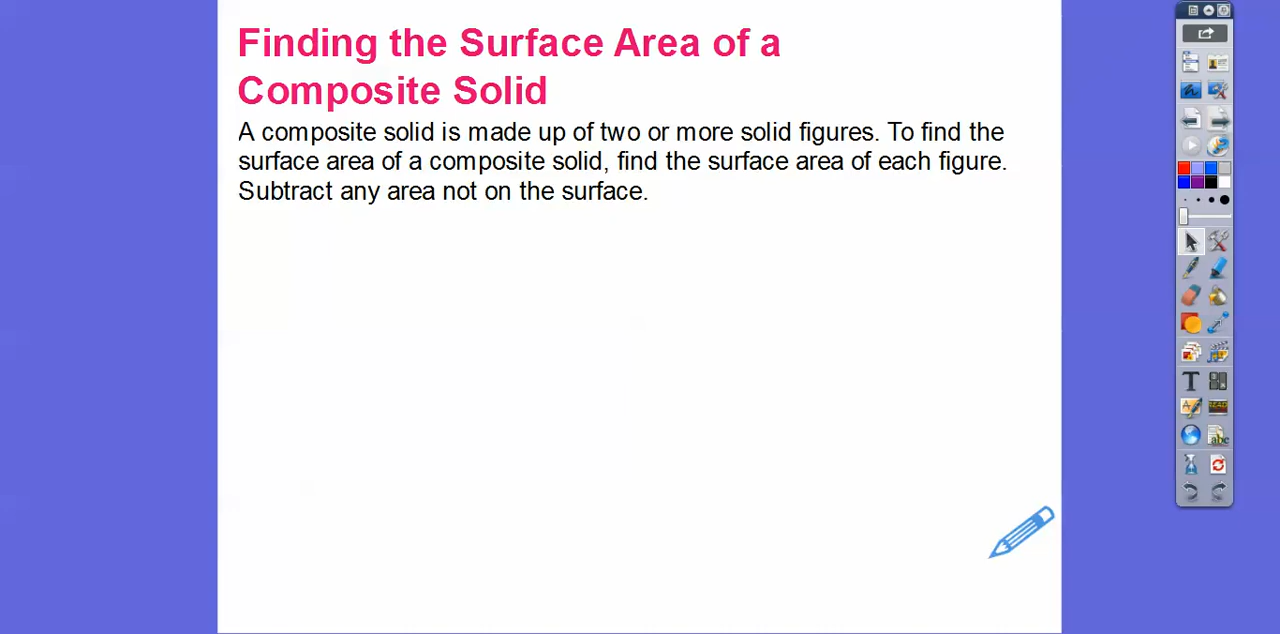 Finding the Surface Area of a
Composite Solid
A composite solid is made up of two or more solid figures. To find the
surface area of a composite solid, find the surface area of each figure.
Subtract any area not on the surface.